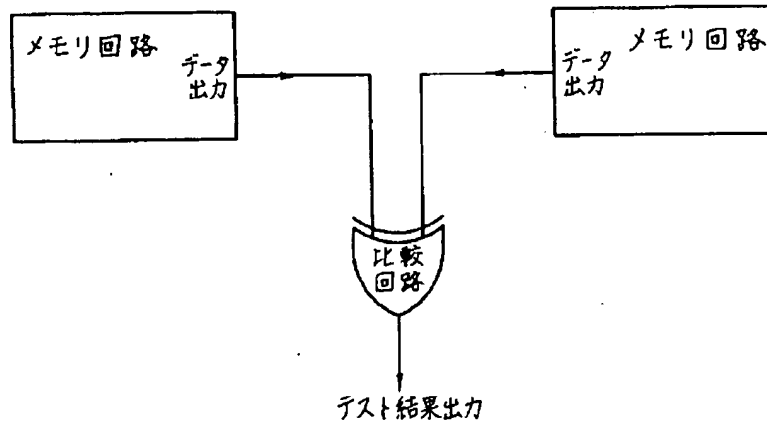 メモリ回路
データ
出力
メモリ回路
データ
出力
比較
回路
テスト結果出力